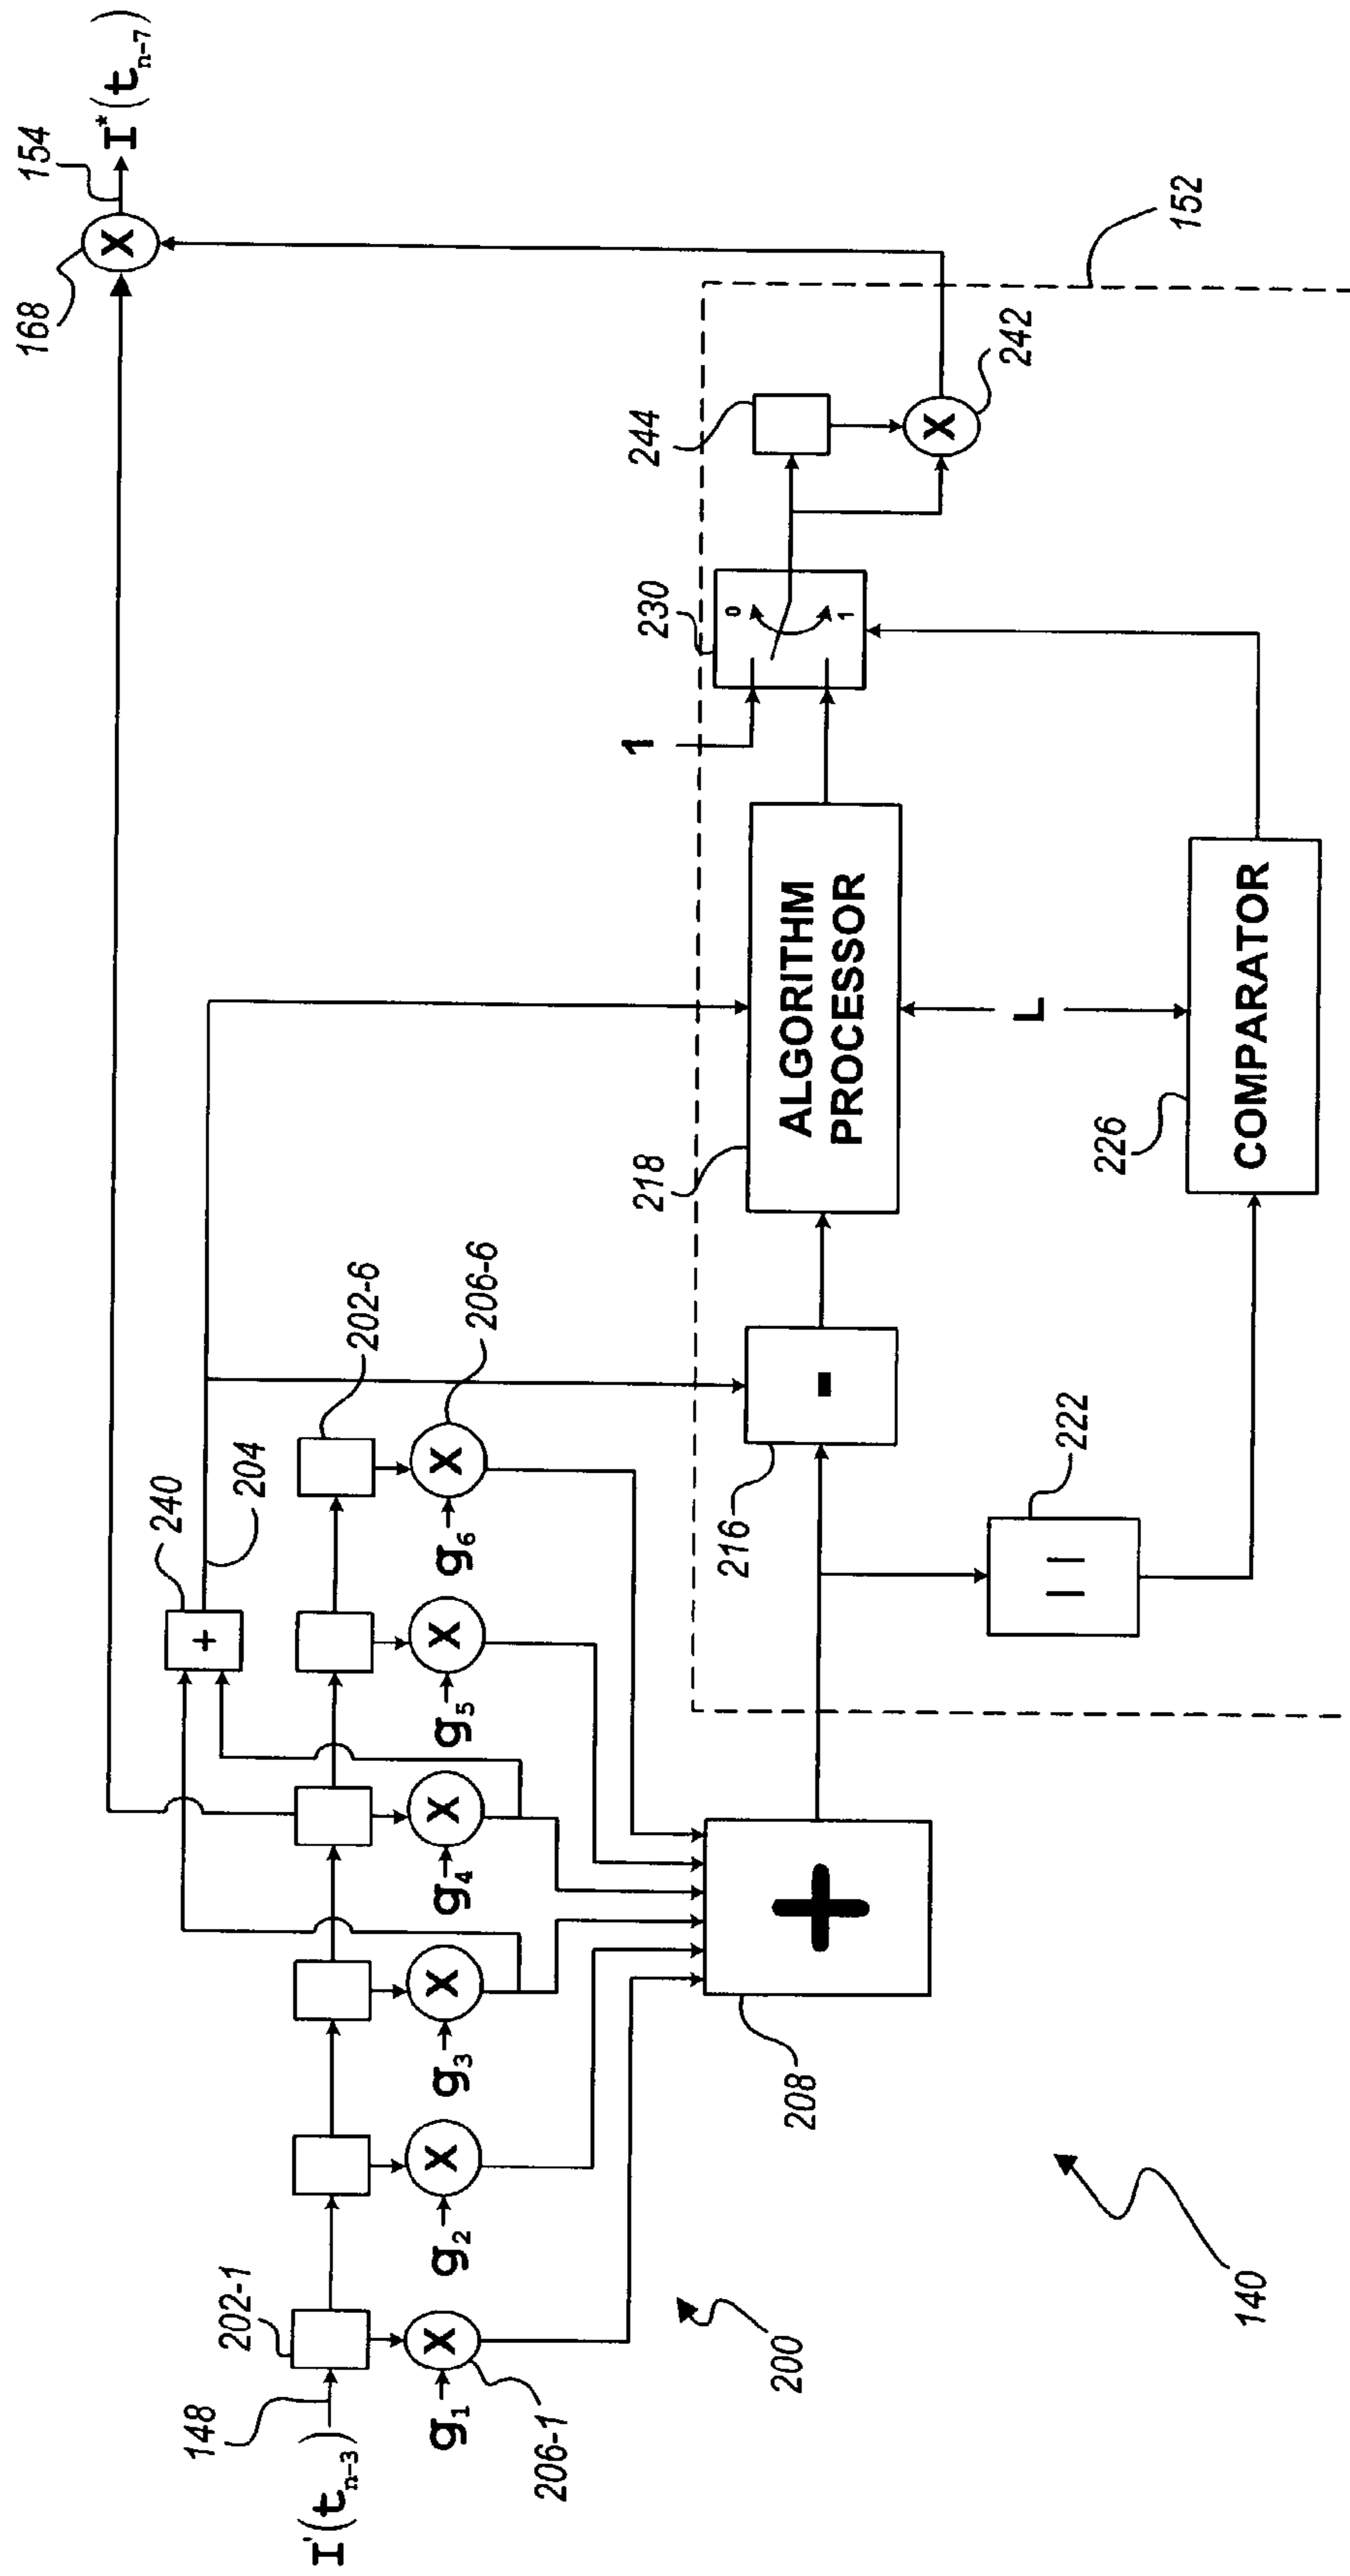 I'(t_{n-3})
148
202-1
g₁
206-1
g₂
g₃
g₄
g₅
g₆
202-6
206-6
240
+
204
X
X
X
X
X
X
200
208
+
140
216
-
222
| |
218
ALGORITHM
PROCESSOR
L
226
COMPARATOR
1
230
0
1
244
X
242
152
168
X
154
I*(t_{n-7})